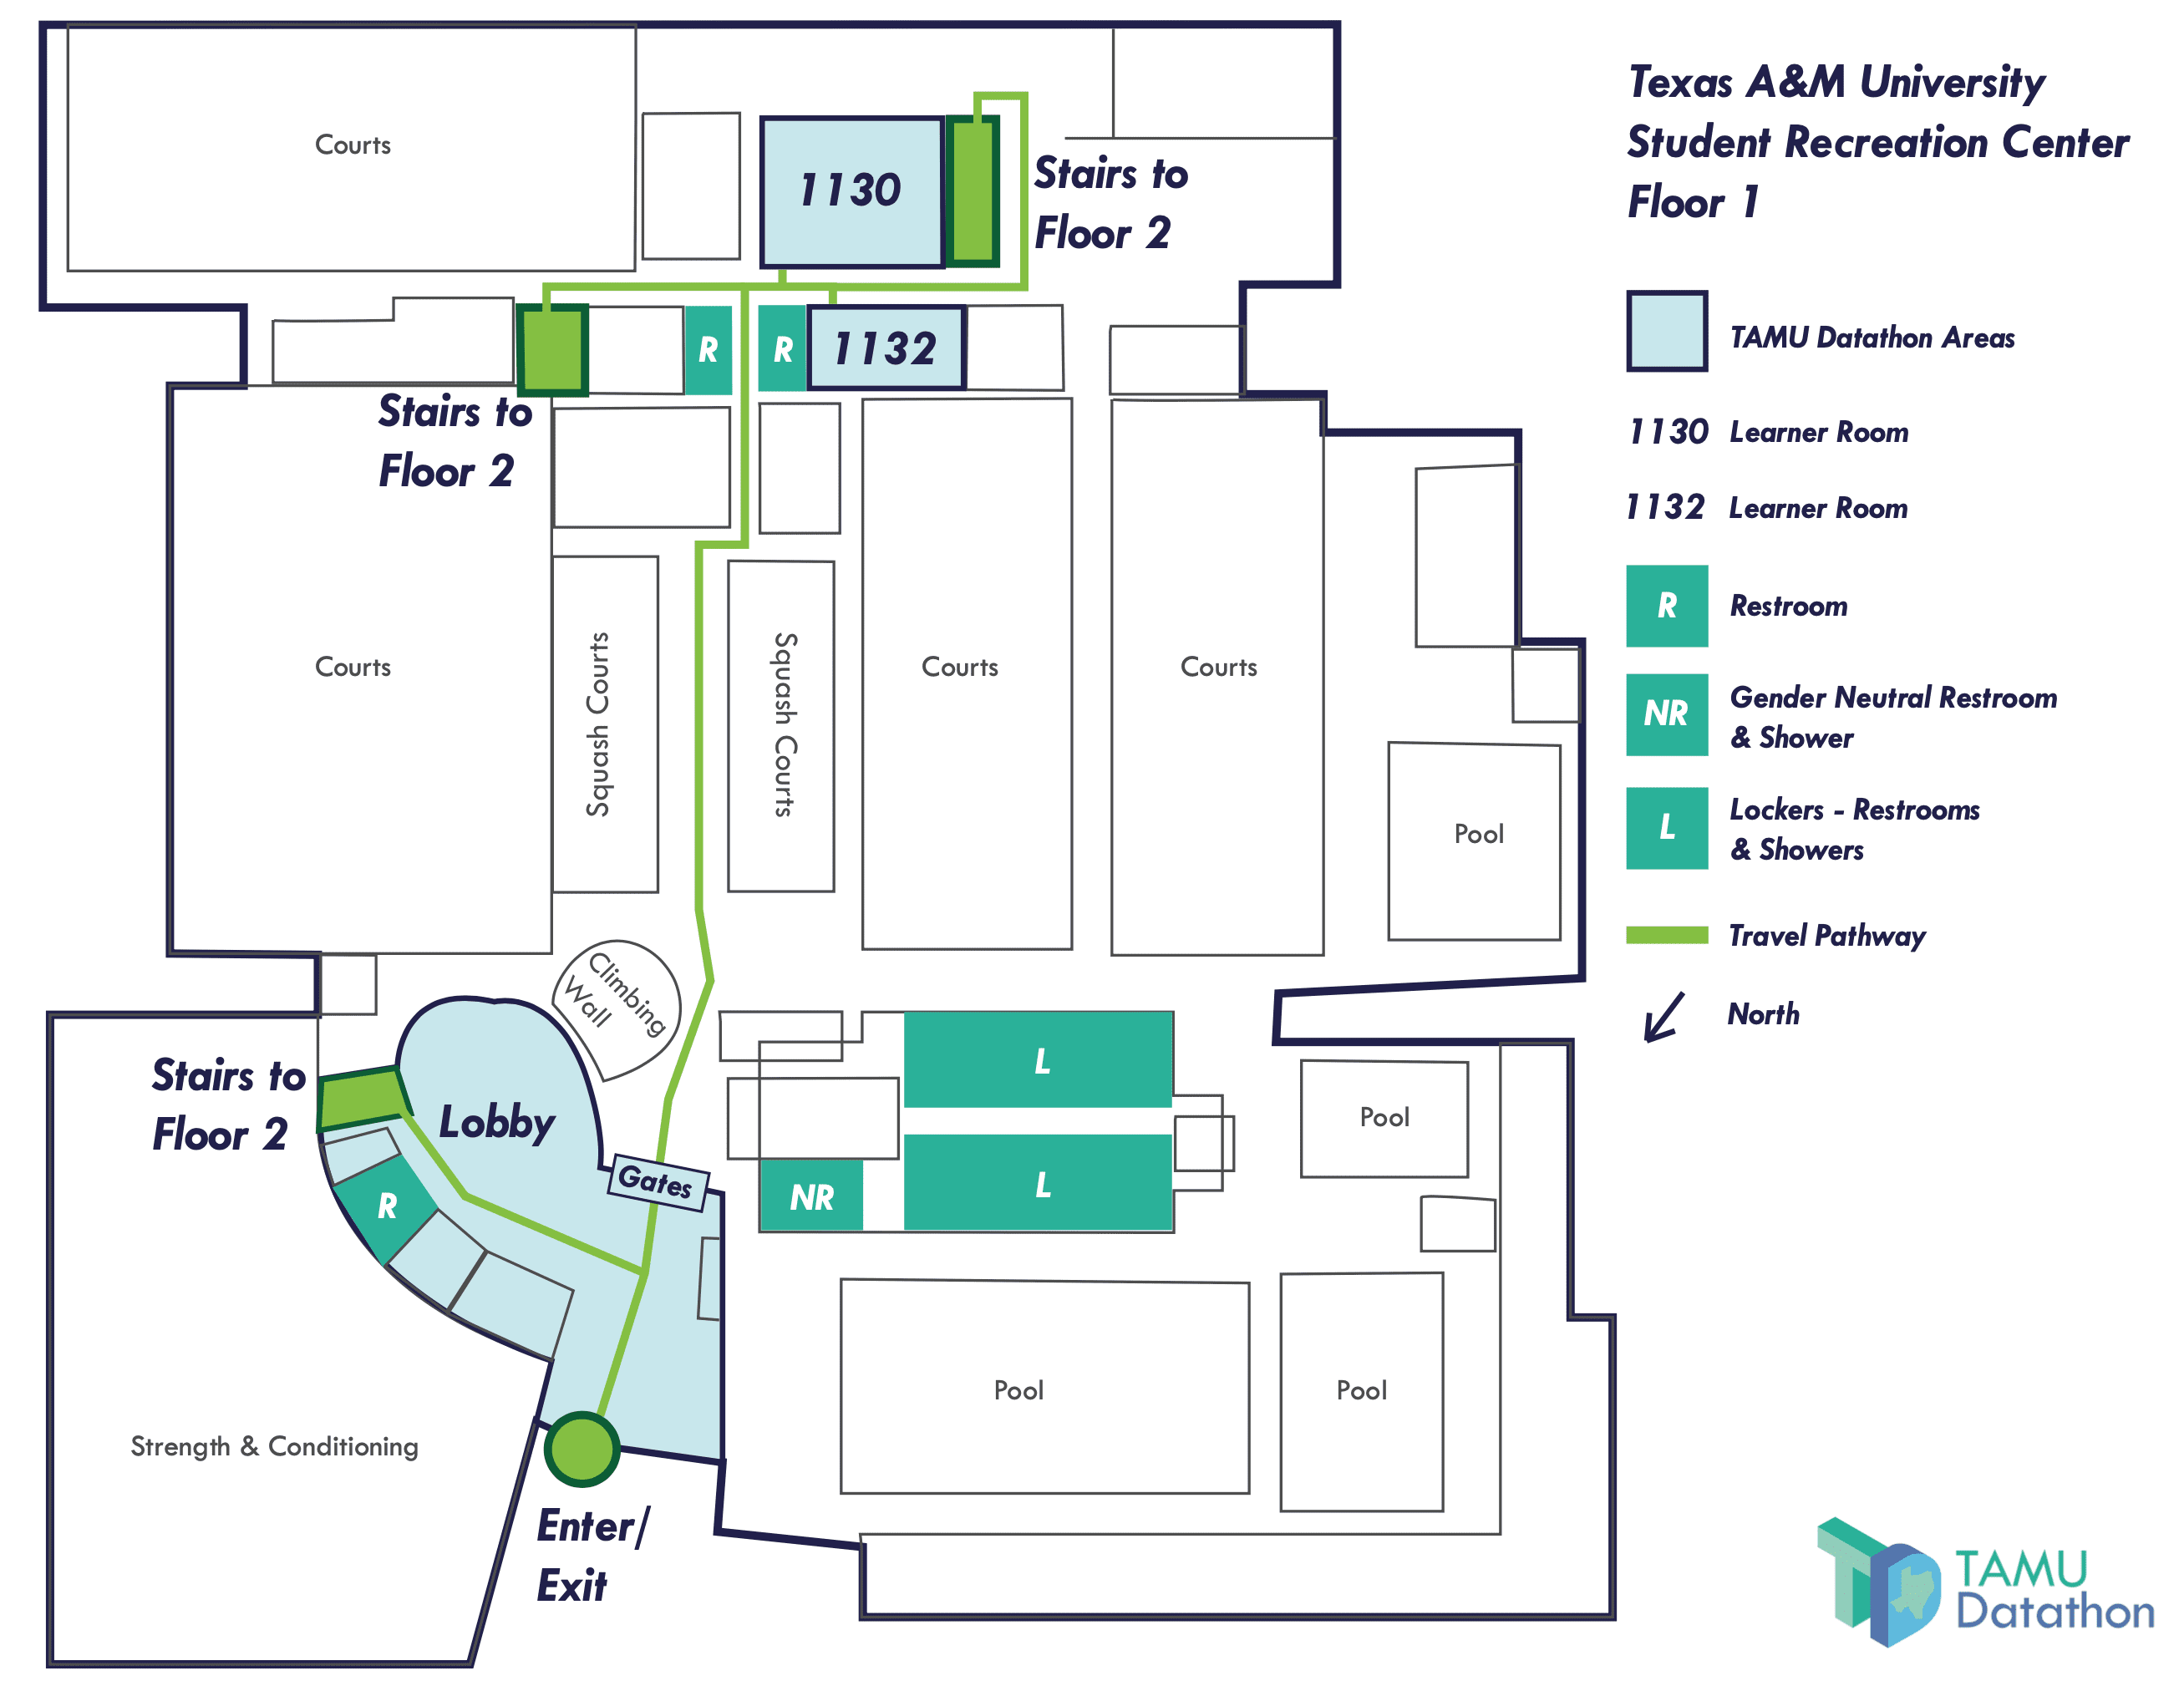 Texas A&M University
Student Recreation Center
Floor 1
Courts
1130
Stairs to
Floor 2
R
R
1132
Stairs to
Floor 2
Courts
Squash Courts
Squash Courts
Courts
Courts
Pool
Climbing
Wall
Stairs to
Floor 2
Lobby
Gates
R
NR
L
L
Pool
Pool
Pool
Strength & Conditioning
Enter/
Exit
TAMU Datathon Areas
1130 Learner Room
1132 Learner Room
R Restroom
NR Gender Neutral Restroom
& Shower
L Lockers - Restrooms
& Showers
Travel Pathway
North
TAMU
Datathon